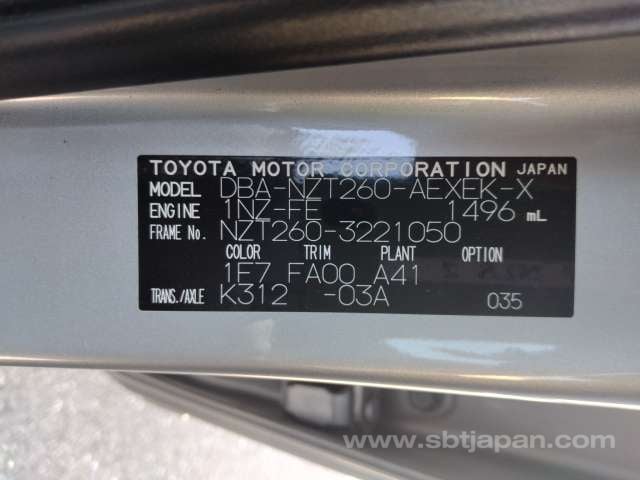 TOYOTA MOTOR CORPORATION JAPAN
MODEL DBA-NZT260-AEXEK-X
ENGINE 1NZ-FE 1496 mL
FRAME No. NZT260-3221050
COLOR TRIM PLANT OPTION
1E7 FA00 A41
TRANS./AXLE K312 -03A 035
www.sbtjapan.com